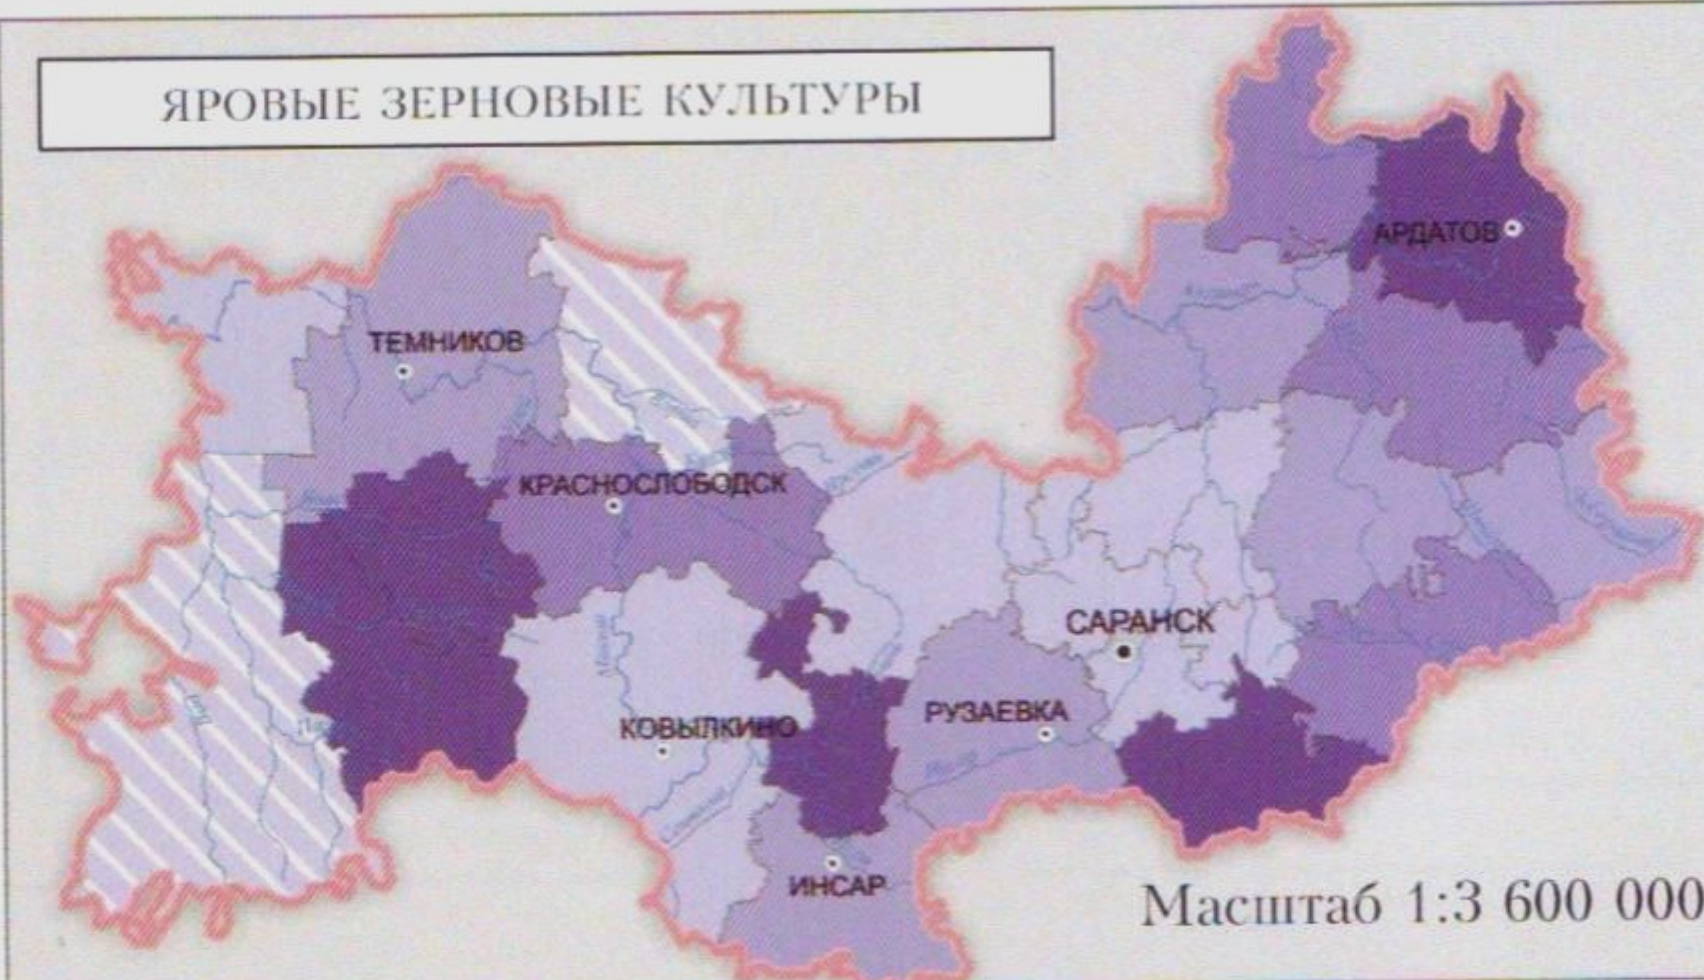 ЯРОВЫЕ ЗЕРНОВЫЕ КУЛЬТУРЫ
АРДАТОВ
ТЕМНИКОВ
КРАСНОСЛОБОДСК
САРАНСК
РУЗАЕВКА
КОВЫЛКИНО
ИНСАР
Масштаб 1:3 600 000